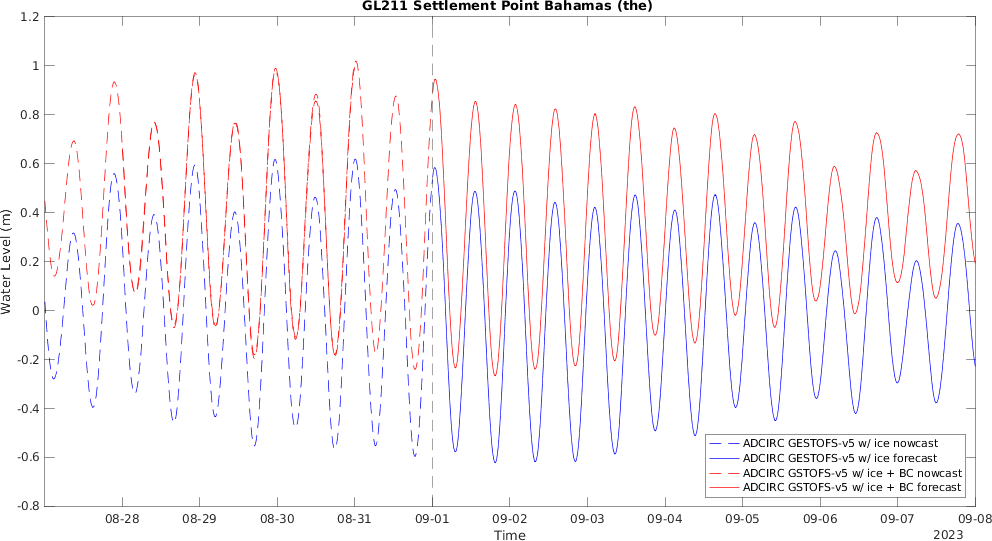 GL211 Settlement Point Bahamas (the)
1.2
1
0.8
0.6
0.4
0.2
0
-0.2
-0.4
-0.6
-0.8
Water Level (m)
ADCIRC GESTOFS-v5 w/ ice nowcast
ADCIRC GESTOFS-v5 w/ ice forecast
ADCIRC GSTOFS-v5 w/ ice + BC nowcast
ADCIRC GSTOFS-v5 w/ ice + BC forecast
08-28 08-29 08-30 08-31 09-01 09-02 09-03 09-04 09-05 09-06 09-07 09-08
Time
2023